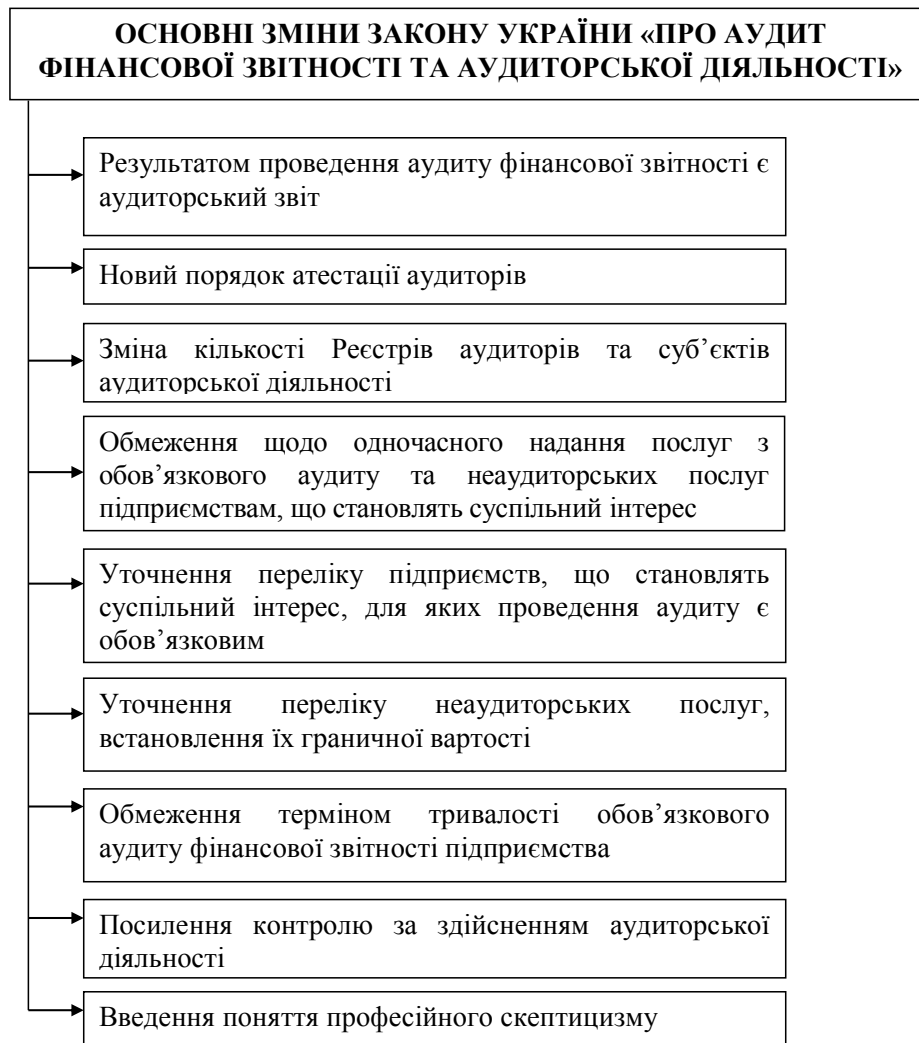 ОСНОВНІ ЗМІНИ ЗАКОНУ УКРАЇНИ «ПРО АУДИТ
ФІНАНСОВОЇ ЗВІТНОСТІ ТА АУДИТОРСЬКОЇ ДІЯЛЬНОСТІ»
Результатом проведення аудиту фінансової звітності є
аудиторський звіт
Новий порядок атестації аудиторів
Зміна кількості Реєстрів аудиторів та суб’єктів
аудиторської діяльності
Обмеження щодо одночасного надання послуг з
обов’язкового аудиту та неаудиторських послуг
підприємствам, що становлять суспільний інтерес
Уточнення переліку підприємств, що становлять
суспільний інтерес, для яких проведення аудиту є
обов’язковим
Уточнення переліку неаудиторських послуг,
встановлення їх граничної вартості
Обмеження терміном тривалості обов’язкового
аудиту фінансової звітності підприємства
Посилення контролю за здійсненням аудиторської
діяльності
Введення поняття професійного скептицизму